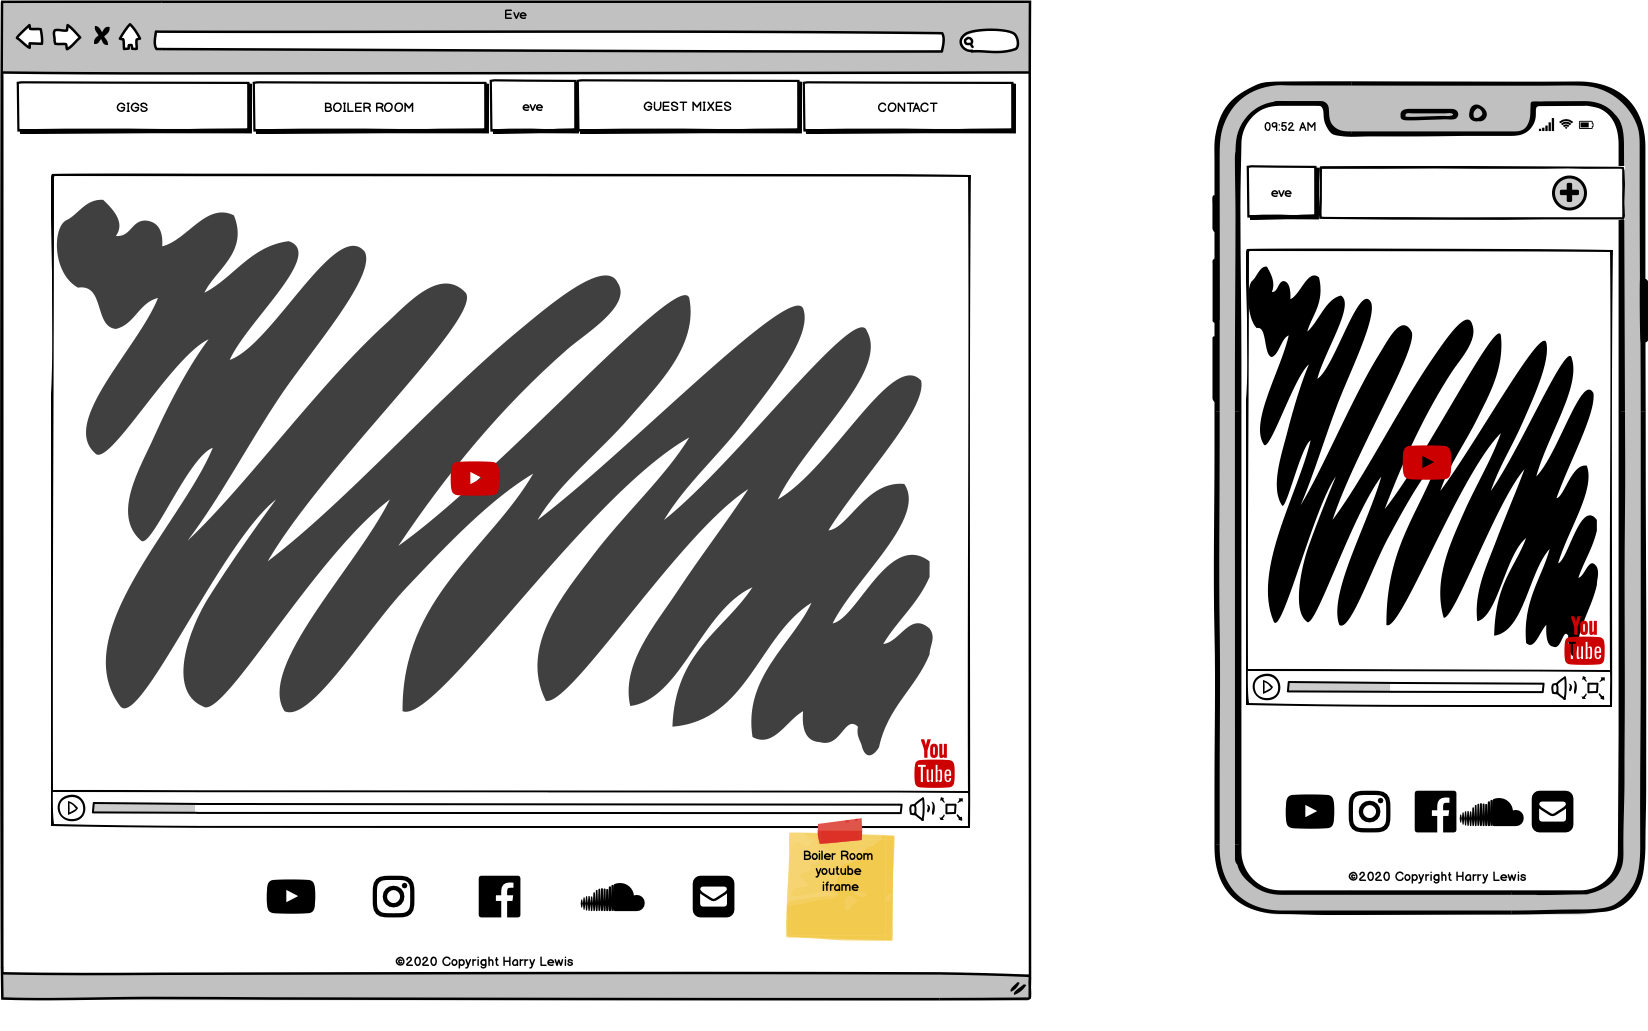 Eve
GIGS
BOILER ROOM
eve
GUEST MIXES
CONTACT
You
Tube
Boiler Room
youtube
iframe
©2020 Copyright Harry Lewis
09:52 AM
eve
You
Tube
©2020 Copyright Harry Lewis